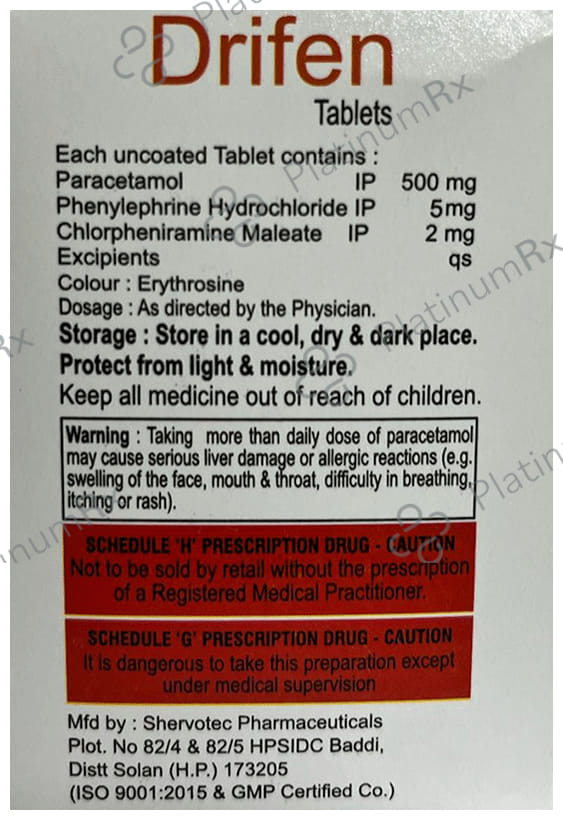 Drifen
Tablets
Each uncoated Tablet contains :
Paracetamol IP 500 mg
Phenylephrine Hydrochloride IP 5mg
Chlorpheniramine Maleate IP 2 mg
Excipients qs
Colour : Erythrosine
Dosage : As directed by the Physician.
Storage : Store in a cool, dry & dark place.
Protect from light & moisture.
Keep all medicine out of reach of children.
Warning : Taking more than daily dose of paracetamol
may cause serious liver damage or allergic reactions (e.g.
swelling of the face, mouth & throat, difficulty in breathing,
itching or rash).
SCHEDULE 'H' PRESCRIPTION DRUG - CAUTION
Not to be sold by retail without the prescription
of a Registered Medical Practitioner.
SCHEDULE 'G' PRESCRIPTION DRUG - CAUTION
It is dangerous to take this preparation except
under medical supervision
Mfd by : Shervotec Pharmaceuticals
Plot. No 82/4 & 82/5 HPSIDC Baddi,
Distt Solan (H.P.) 173205
(ISO 9001:2015 & GMP Certified Co.)
PlatinumRx
PlatinumRx
Platin
inumRx
Rx